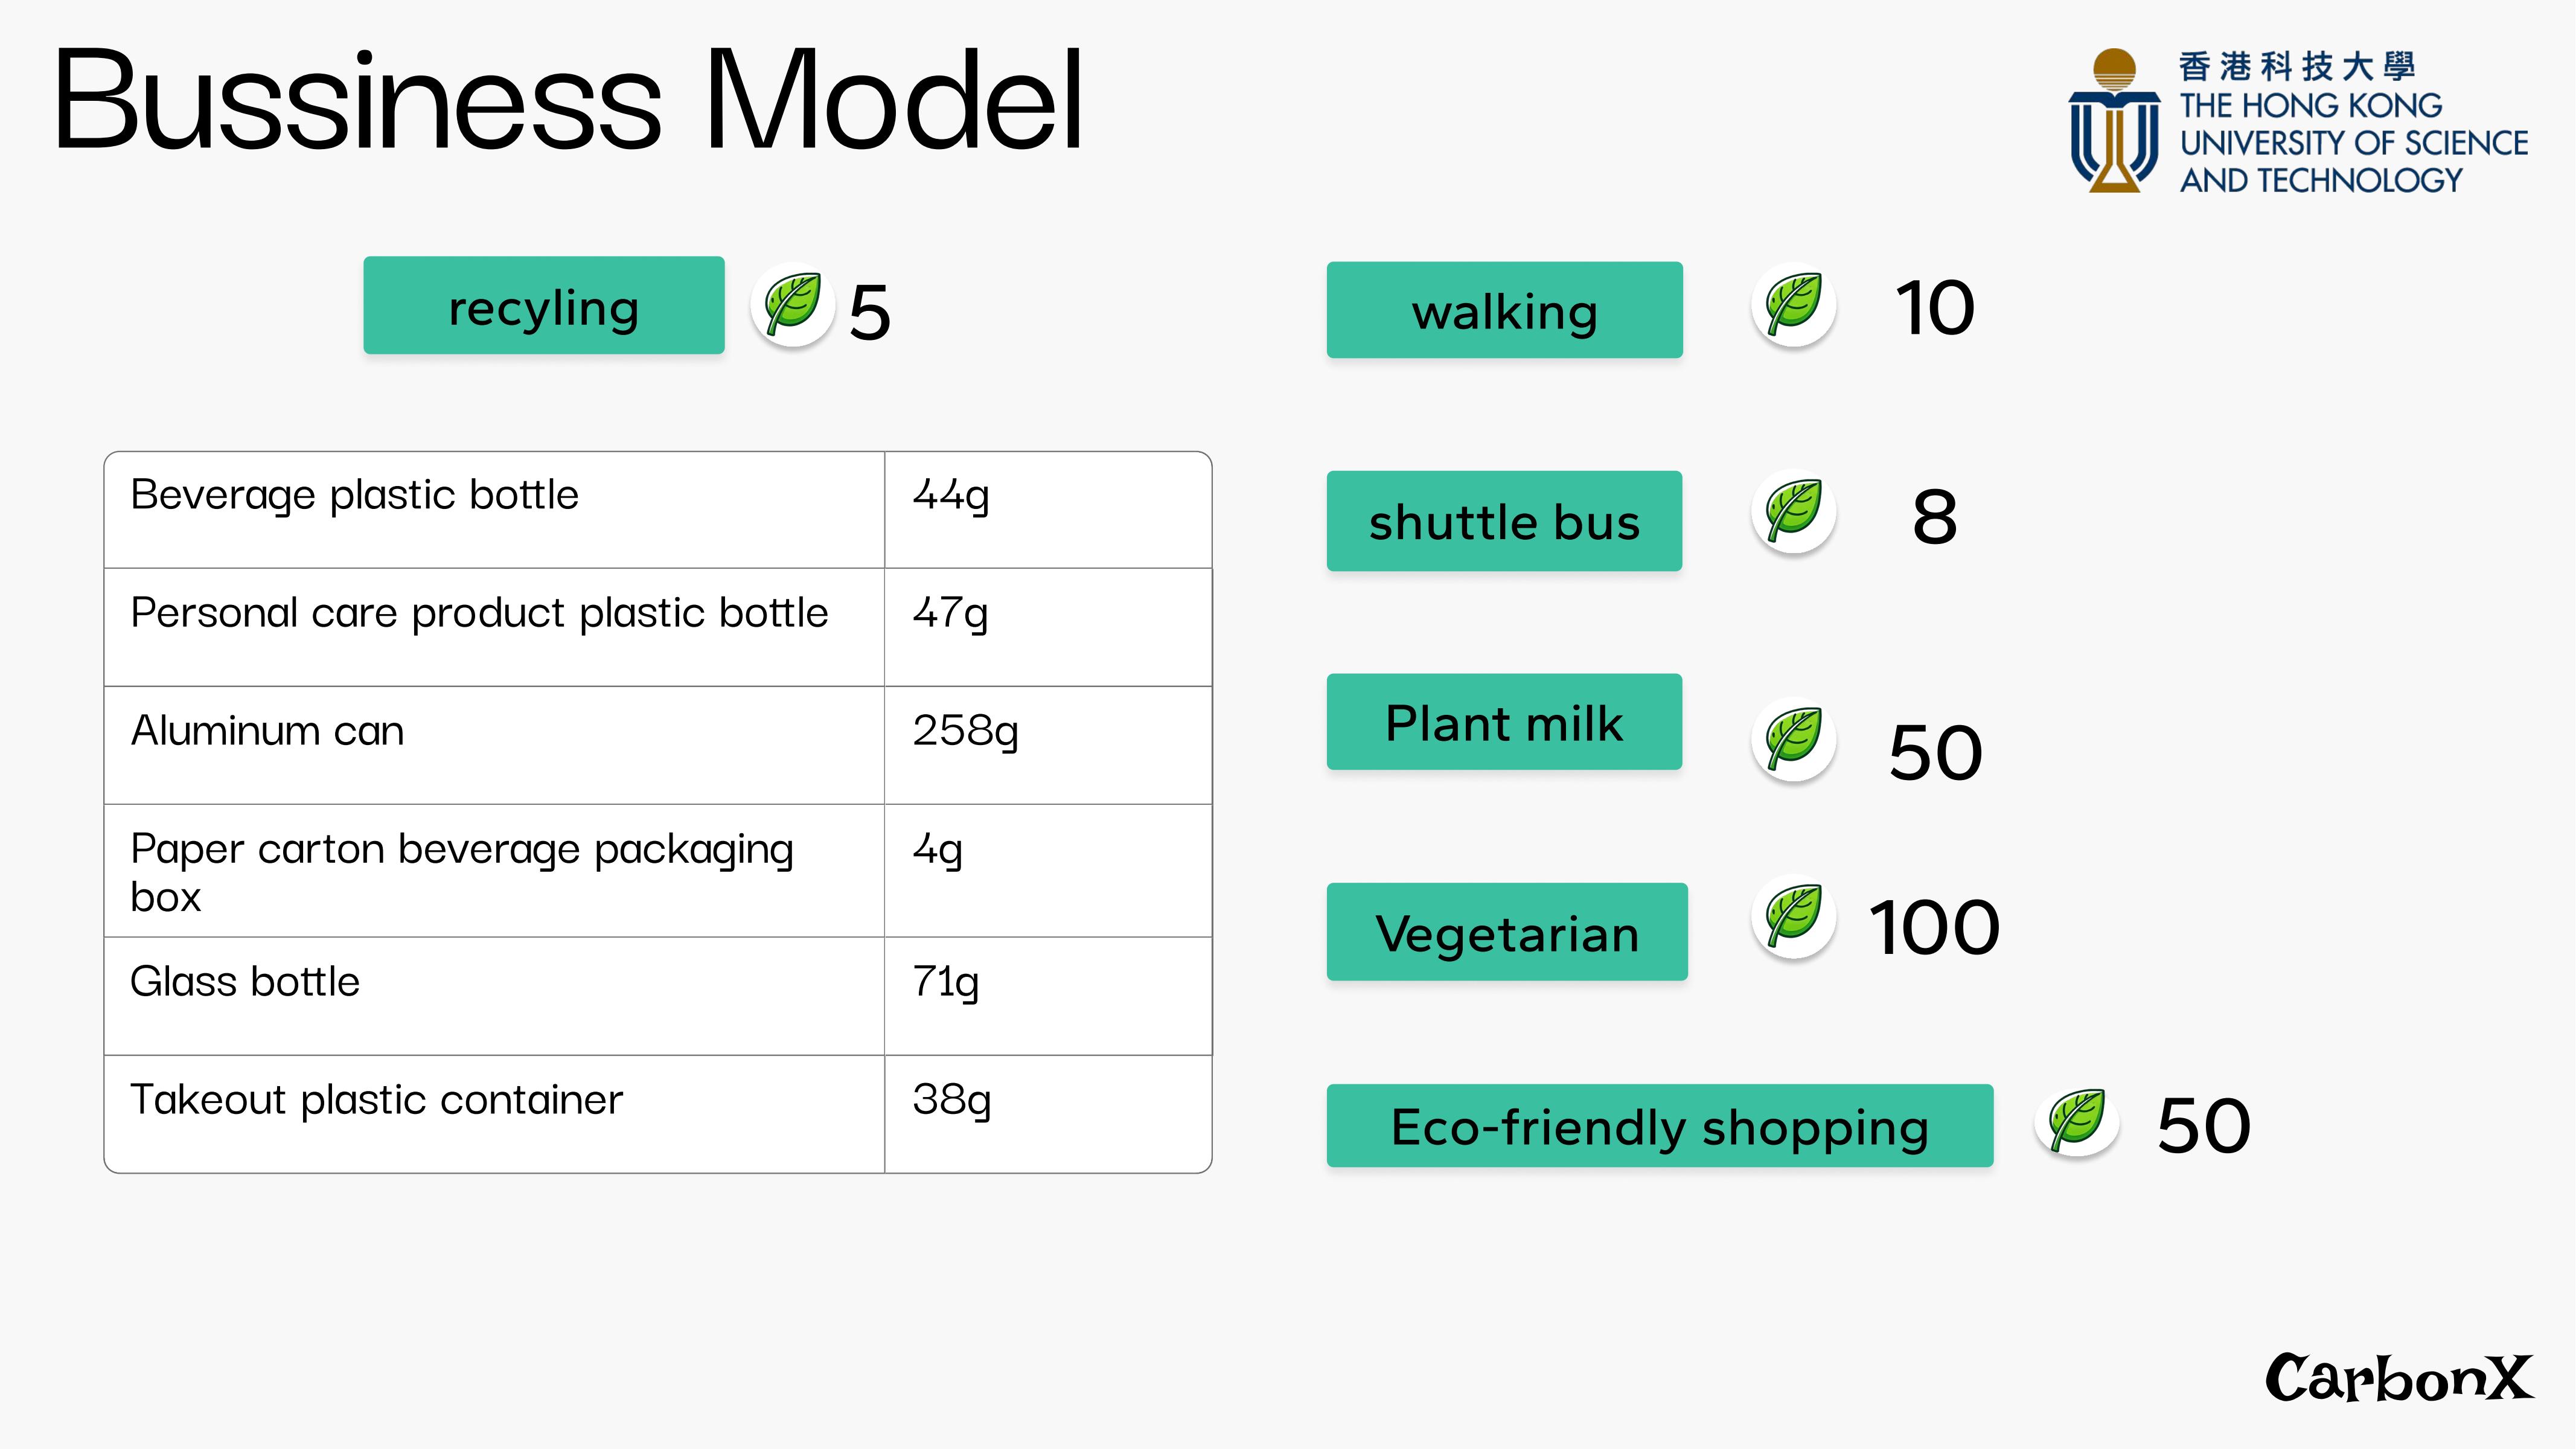 Bussiness Model
香港科技大學
THE HONG KONG
UNIVERSITY OF SCIENCE
AND TECHNOLOGY
recyling 5
Beverage plastic bottle 44g
Personal care product plastic bottle 47g
Aluminum can 258g
Paper carton beverage packaging 4g
box
Glass bottle 71g
Takeout plastic container 38g
walking 10
shuttle bus 8
Plant milk 50
Vegetarian 100
Eco-friendly shopping 50
CarbonX